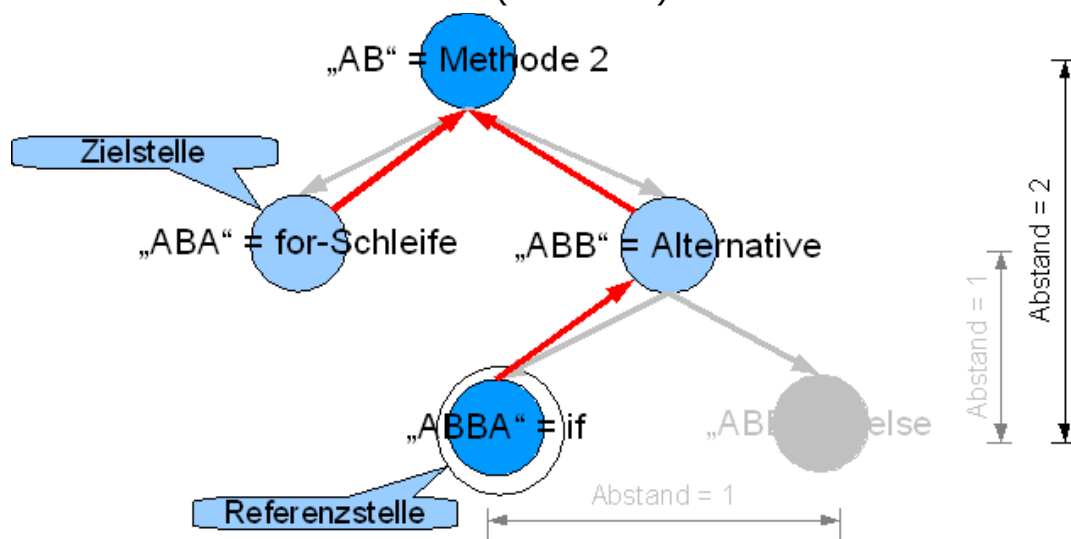 „AB“ = Methode 2
Zielstelle
„ABA“ = for-Schleife
„ABB“ = Alternative
Abstand = 1
Abstand = 2
„ABBA“ = if
else
Abstand = 1
Referenzstelle